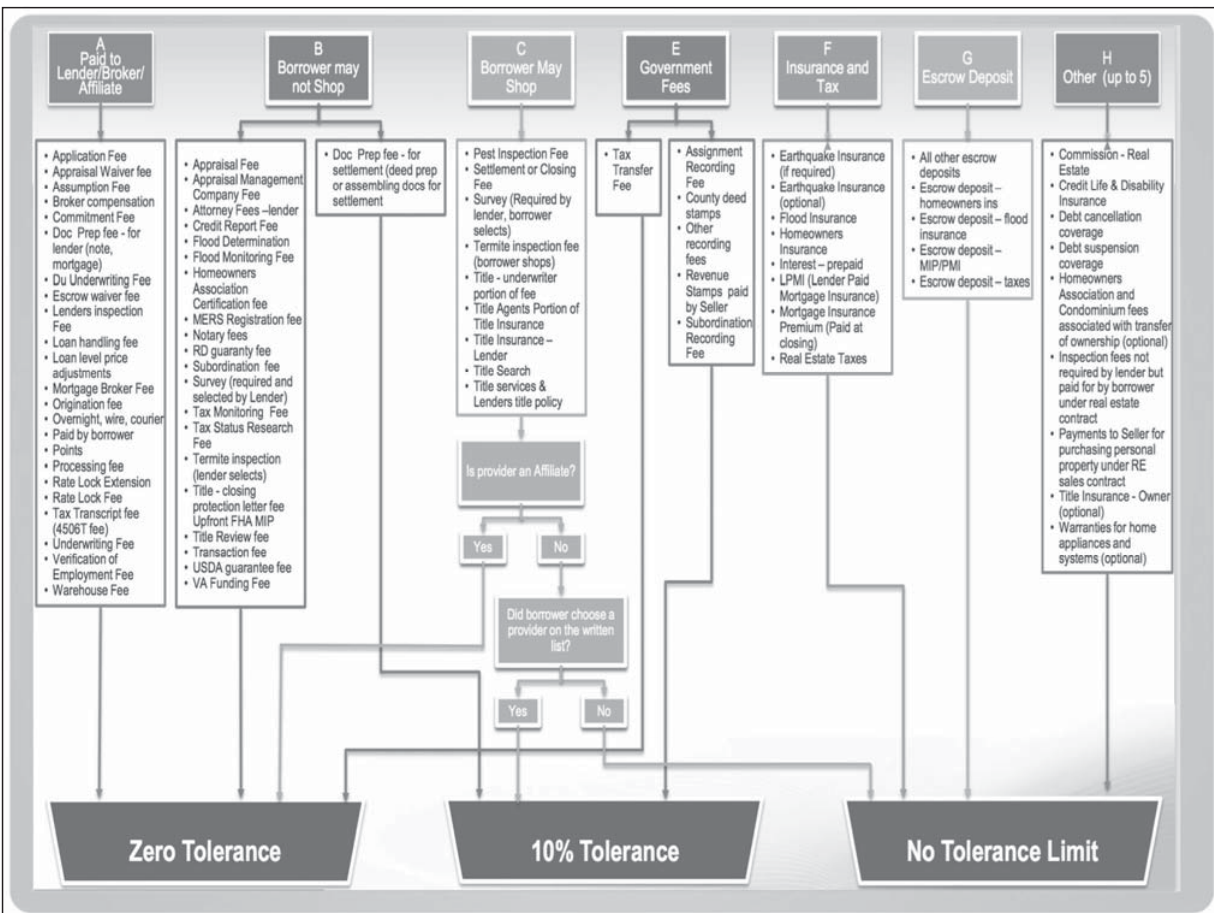 A
Paid to
Lender/Broker/
Affiliate
B
Borrower may
not Shop
C
Borrower May
Shop
E
Government
Fees
F
Insurance and
Tax
G
Escrow Deposit
H
Other (up to 5)
• Application Fee
• Appraisal Waiver fee
• Assumption Fee
• Broker compensation
• Commitment Fee
• Doc Prep fee - for
lender (note,
mortgage)
• Du Underwriting Fee
• Escrow waiver fee
• Lenders inspection
Fee
• Loan handling fee
• Loan level price
adjustments
• Mortgage Broker Fee
• Origination fee
• Overnight, wire, courier
• Paid by borrower
• Points
• Processing fee
• Rate Lock Extension
• Rate Lock Fee
• Tax Transcript fee
(4506T fee)
• Underwriting Fee
• Verification of
Employment Fee
• Warehouse Fee
• Appraisal Fee
• Appraisal Management
Company Fee
• Attorney Fees –lender
• Credit Report Fee
• Flood Determination
• Flood Monitoring Fee
• Homeowners
Association
Certification fee
• MERS Registration fee
• Notary fees
• RD guaranty fee
• Subordination fee
• Survey (required and
selected by Lender)
• Tax Monitoring Fee
• Tax Status Research
Fee
• Termite inspection
(lender selects)
• Title - closing
protection letter fee
Upfront FHA MIP
• Title Review fee
• Transaction fee
• USDA guarantee fee
• VA Funding Fee
• Doc Prep fee - for
settlement (deed prep
or assembling docs for
settlement
• Pest Inspection Fee
• Settlement or Closing
Fee
• Survey (Required by
lender, borrower
selects)
• Termite inspection fee
(borrower shops)
• Title - underwriter
portion of fee
• Title Agents Portion of
Title Insurance
• Title Insurance –
Lender
• Title Search
• Title services &
Lenders title policy
• Tax
Transfer
Fee
• Assignment
Recording
Fee
• County deed
stamps
• Other
recording
fees
• Revenue
Stamps paid
by Seller
• Subordination
Recording
Fee
• Earthquake Insurance
(if required)
• Earthquake Insurance
(optional)
• Flood Insurance
• Homeowners
Insurance
• Interest – prepaid
• LPMI (Lender Paid
Mortgage Insurance)
• Mortgage Insurance
Premium (Paid at
closing)
• Real Estate Taxes
• All other escrow
deposits
• Escrow deposit –
homeowners ins
• Escrow deposit – flood
insurance
• Escrow deposit –
MIP/PMI
• Escrow deposit – taxes
• Commission - Real
Estate
• Credit Life & Disability
Insurance
• Debt cancellation
coverage
• Debt suspension
coverage
• Homeowners
Association and
Condominium fees
associated with transfer
of ownership (optional)
• Inspection fees not
required by lender but
paid for by borrower
under real estate
contract
• Payments to Seller for
purchasing personal
property under RE
sales contract
• Title Insurance - Owner
(optional)
• Warranties for home
appliances and
systems (optional)
Is provider an Affiliate?
Yes
No
Did borrower choose a
provider on the written
list?
Yes
No
Zero Tolerance
10% Tolerance
No Tolerance Limit